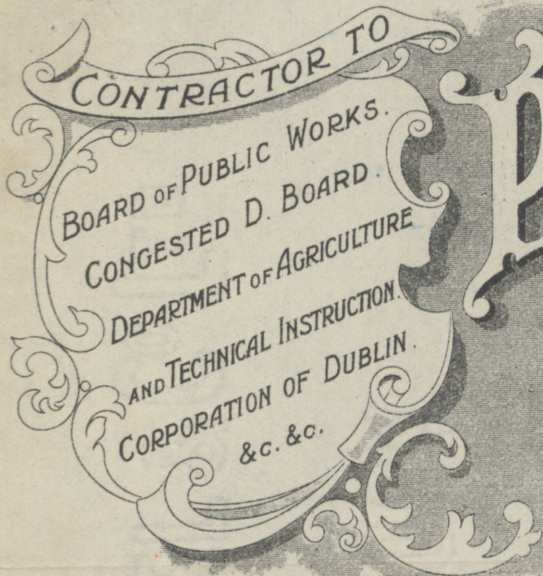 CONTRACTOR TO
BOARD OF PUBLIC WORKS.
CONGESTED D. BOARD.
DEPARTMENT OF AGRICULTURE
AND TECHNICAL INSTRUCTION.
CORPORATION OF DUBLIN.
&c. &c.